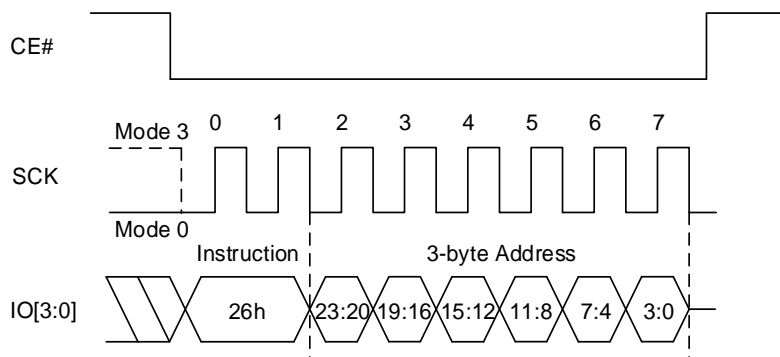 CE#
Mode 3
0 1 2 3 4 5 6 7
SCK
Mode 0
Instruction 3-byte Address
IO[3:0] 26h 23:20 19:16 15:12 11:8 7:4 3:0